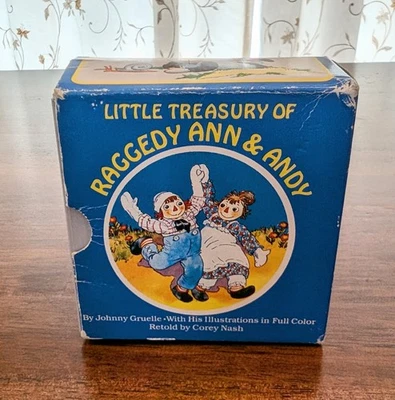 LITTLE TREASURY OF
RAGGEDY ANN & ANDY
By Johnny Gruelle • With His Illustrations in Full Color
Retold by Corey Nash